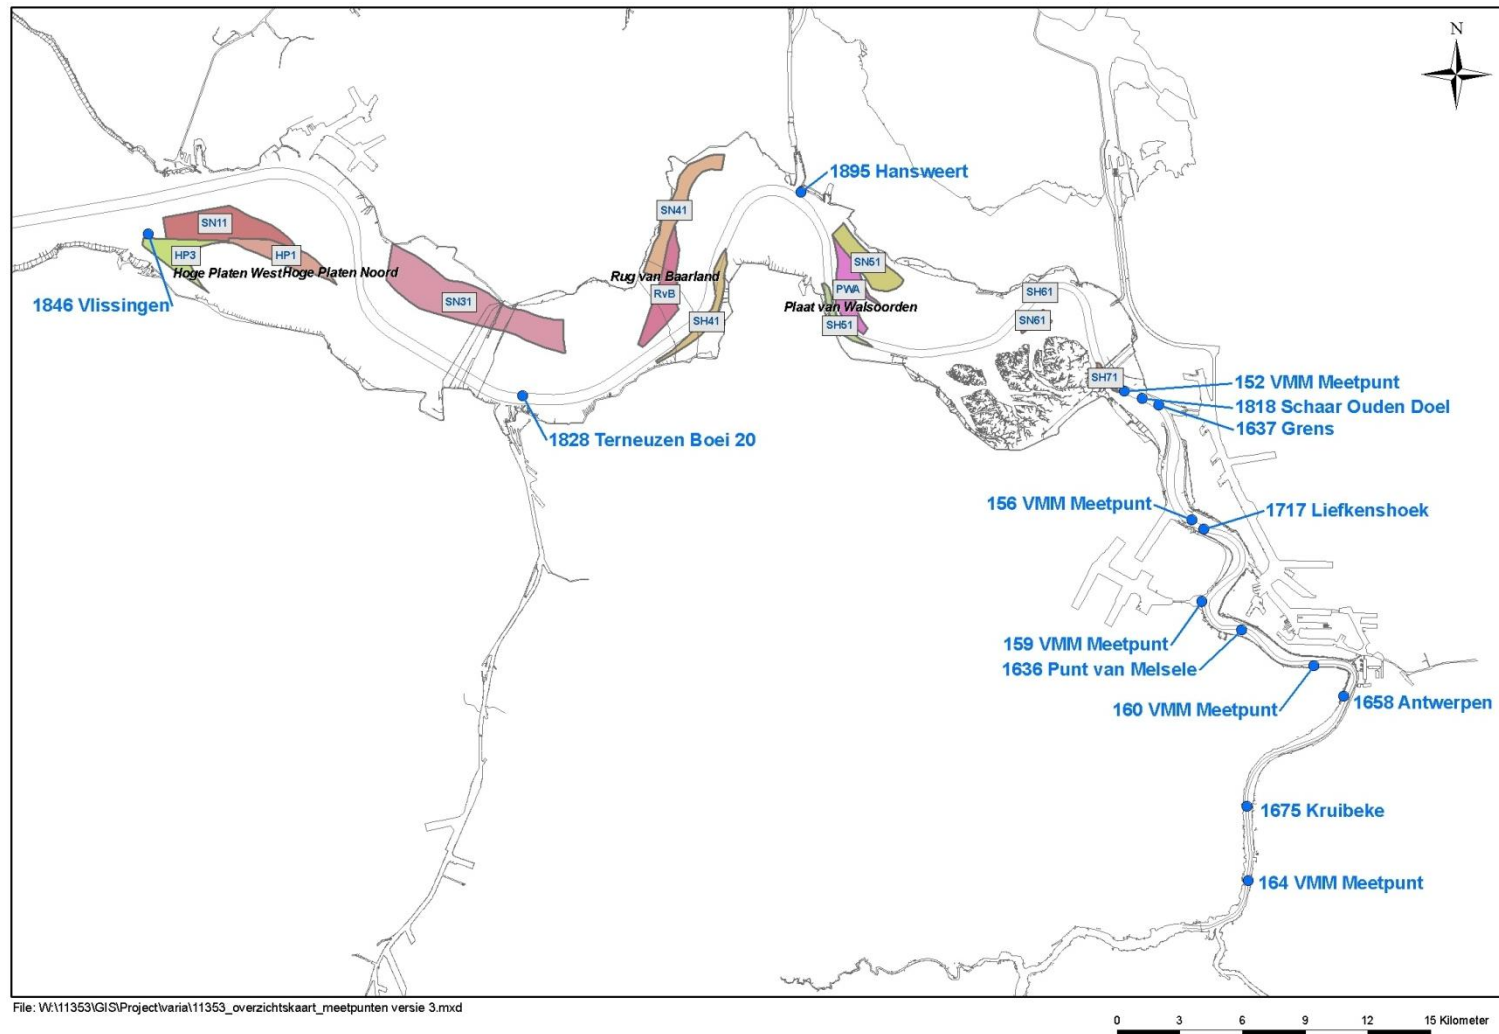 N
1895 Hansweert
SN11
SN41
HP3
HP1
Hoge Platen West
Hoge Platen Noord
1846 Vlissingen
SN31
Rug van Baarland
RvB
SH41
SN51
PWA
Plaat van Walsoorden
SH51
SH61
SN61
SH71
152 VMM Meetpunt
1818 Schaar Ouden Doel
1637 Grens
1828 Terneuzen Boei 20
156 VMM Meetpunt
1717 Liefkenshoek
159 VMM Meetpunt
1636 Punt van Melsele
160 VMM Meetpunt
1658 Antwerpen
1675 Kruibeke
164 VMM Meetpunt
File: W:\11353\GIS\Project\varia\11353_overzichtskaart_meetpunten versie 3.mxd
0 3 6 9 12 15 Kilometer